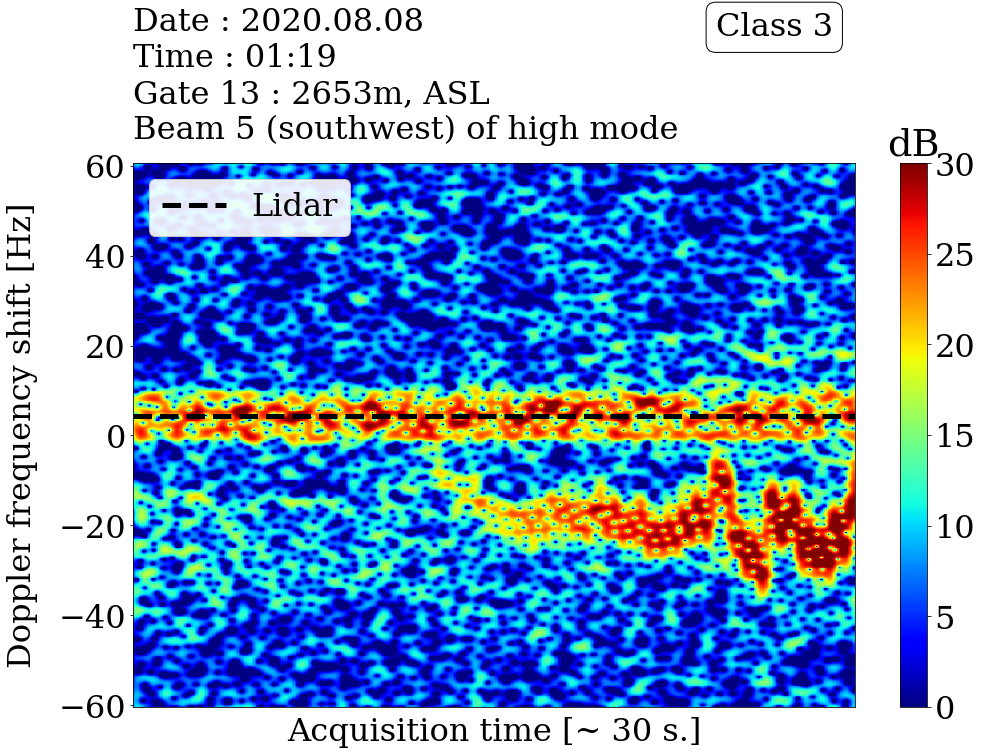 Date : 2020.08.08
Time : 01:19
Gate 13 : 2653m, ASL
Beam 5 (southwest) of high mode
Class 3
dB
Lidar
60
40
20
0
−20
−40
−60
Doppler frequency shift [Hz]
Acquisition time [~ 30 s.]
30
25
20
15
10
5
0